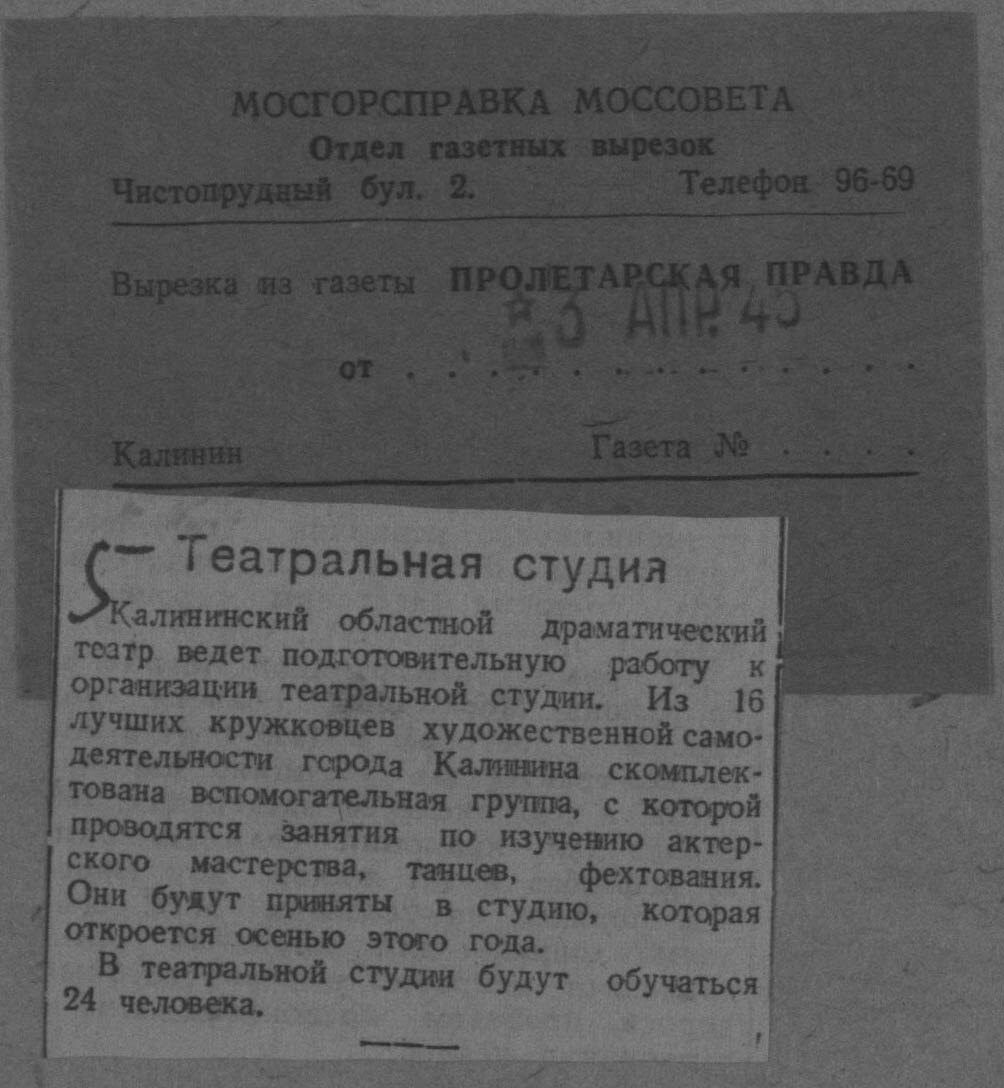 МОСГОРСПРАВКА МОССОВЕТА
Отдел газетных вырезок
Чистопрудный бул. 2. Телефон 96-69
Вырезка из газеты ПРОЛЕТАРСКАЯ ПРАВДА
3 АПР. 45
от . . . . . . . . . . . . .
Калинин Газета № . . . .
Театральная студия
Калининский областной драматический
театр ведет подготовительную работу к
организации театральной студии. Из 16
лучших кружковцев художественной само-
деятельности города Калинина скомплек-
тована вспомогательная группа, с которой
проводятся занятия по изучению актер-
ского мастерства, танцев, фехтования.
Они будут приняты в студию, которая
откроется осенью этого года.
В театральной студии будут обучаться
24 человека.